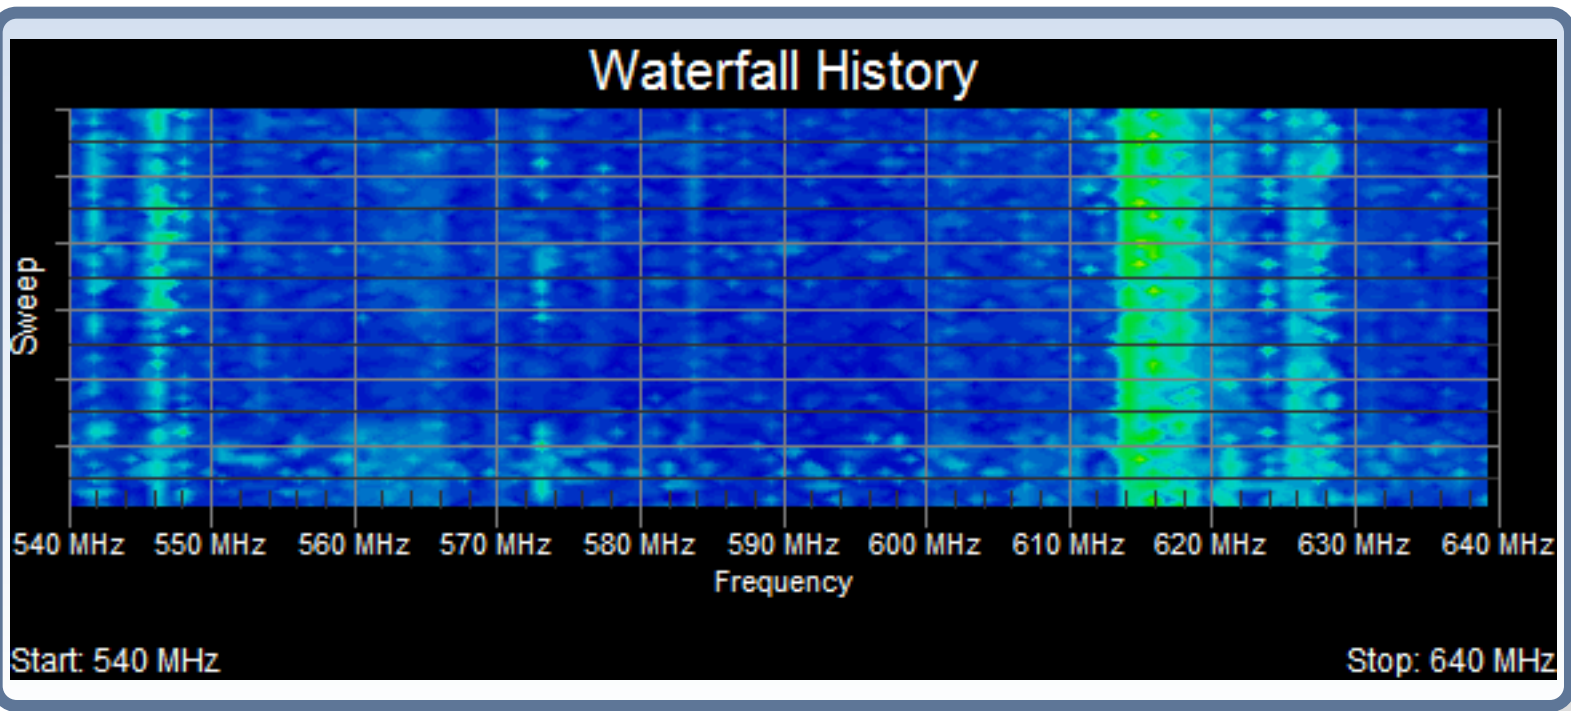 Waterfall History
Sweep
540 MHz 550 MHz 560 MHz 570 MHz 580 MHz 590 MHz 600 MHz 610 MHz 620 MHz 630 MHz 640 MHz
Frequency
Start: 540 MHz Stop: 640 MHz